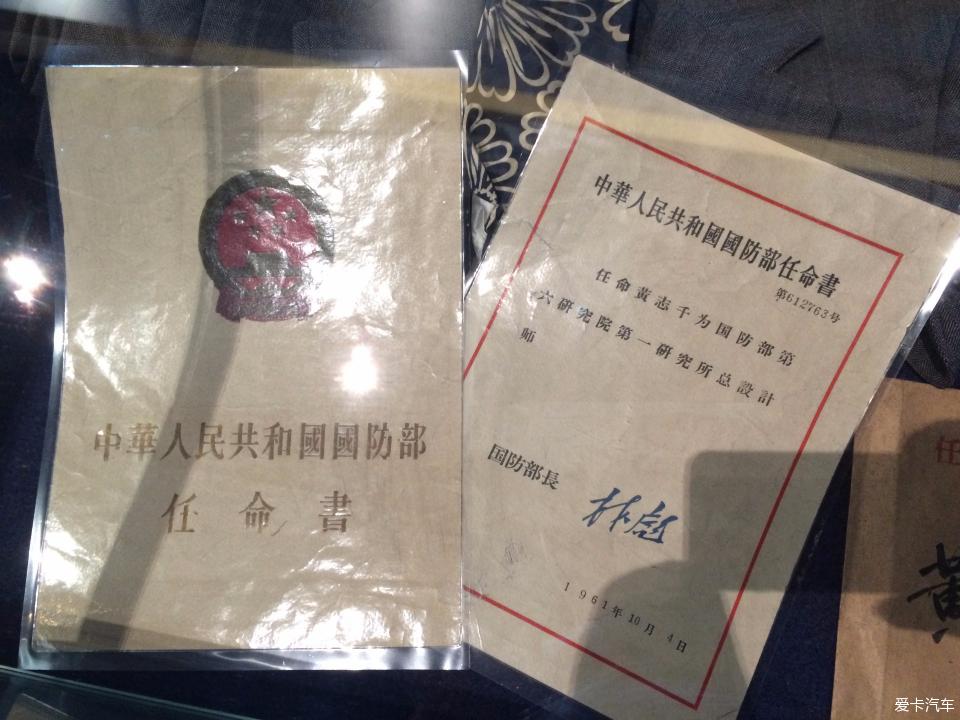 中華人民共和國國防部
任命書
中華人民共和國國防部任命書
第612763号
任命黃志千为国防部第
六研究院第一研究所总設計
师
国防部長
林彪
1961年10月4日
任
黃
爱卡汽车